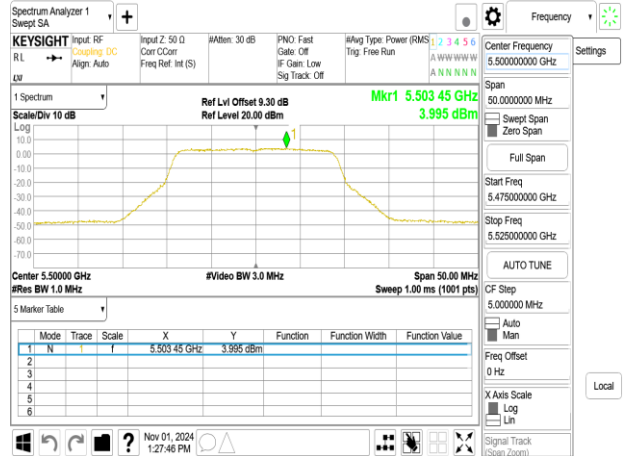 Spectrum Analyzer 1
Swept SA
Frequency
KEYSIGHT
RL
Input: RF
Coupling: DC
Align: Auto
Input Z: 50 Ω
Corr CCorr
Freq Ref: Int (S)
#Atten: 30 dB
PNO: Fast
Gate: Off
IF Gain: Low
Sig Track: Off
#Avg Type: Power (RMS
Trig: Free Run
1 2 3 4 5 6
A W W W W W
A N N N N N
Settings
1 Spectrum
Scale/Div 10 dB
Ref Lvl Offset 9.30 dB
Ref Level 20.00 dBm
Mkr1 5.503 45 GHz
3.995 dBm
Log
1
10.0
0.00
-10.0
-20.0
-30.0
-40.0
-50.0
-60.0
-70.0
Center 5.50000 GHz
#Res BW 1.0 MHz
#Video BW 3.0 MHz
Span 50.00 MHz
Sweep 1.00 ms (1001 pts)
5 Marker Table
Mode Trace Scale X Y Function Function Width Function Value
1 N 1 f 5.503 45 GHz 3.995 dBm
2
3
4
5
6
Nov 01, 2024
1:27:46 PM
Center Frequency
5.500000000 GHz
Span
50.0000000 MHz
Swept Span
Zero Span
Full Span
Start Freq
5.475000000 GHz
Stop Freq
5.525000000 GHz
AUTO TUNE
CF Step
5.000000 MHz
Auto
Man
Freq Offset
0 Hz
X Axis Scale
Log
Lin
Signal Track
(Span Zoom)
Local